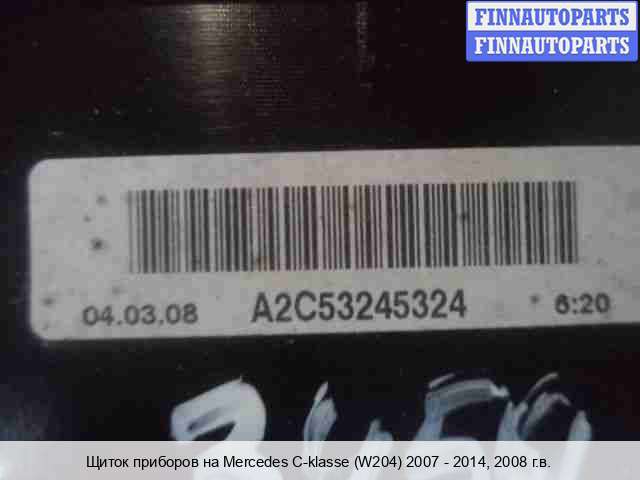 FINNAUTOPARTS
FINNAUTOPARTS
04.03.08 A2C53245324 * 6:20
Щиток приборов на Mercedes C-klasse (W204) 2007 - 2014, 2008 г.в.